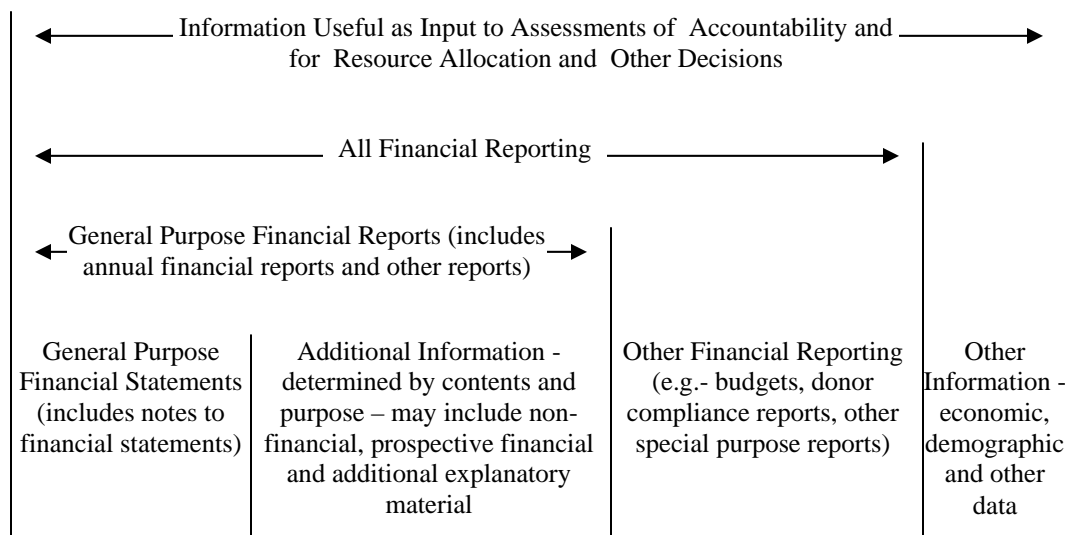 Information Useful as Input to Assessments of Accountability and
for Resource Allocation and Other Decisions
All Financial Reporting
General Purpose Financial Reports (includes
annual financial reports and other reports)
General Purpose
Financial Statements
(includes notes to
financial statements)
Additional Information -
determined by contents and
purpose – may include non-
financial, prospective financial
and additional explanatory
material
Other Financial Reporting
(e.g.- budgets, donor
compliance reports, other
special purpose reports)
Other
Information -
economic,
demographic
and other
data